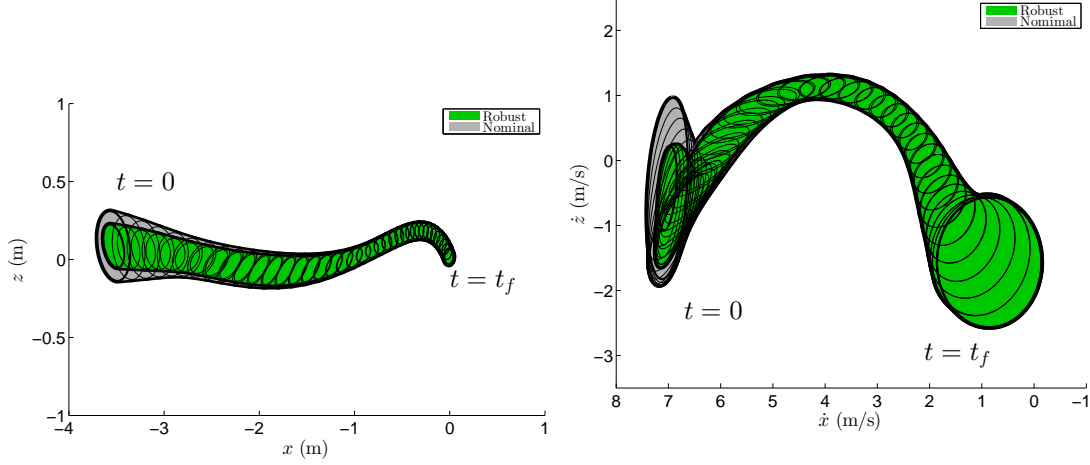 1
0.5
0
−0.5
−1
−4
−3
−2
−1
0
1
z (m)
x (m)
Robust
Nominal
t = 0
t = t_f
2
1
0
−1
−2
−3
8
7
6
5
4
3
2
1
0
−1
ż (m/s)
ẋ (m/s)
Robust
Nomimal
t = 0
t = t_f